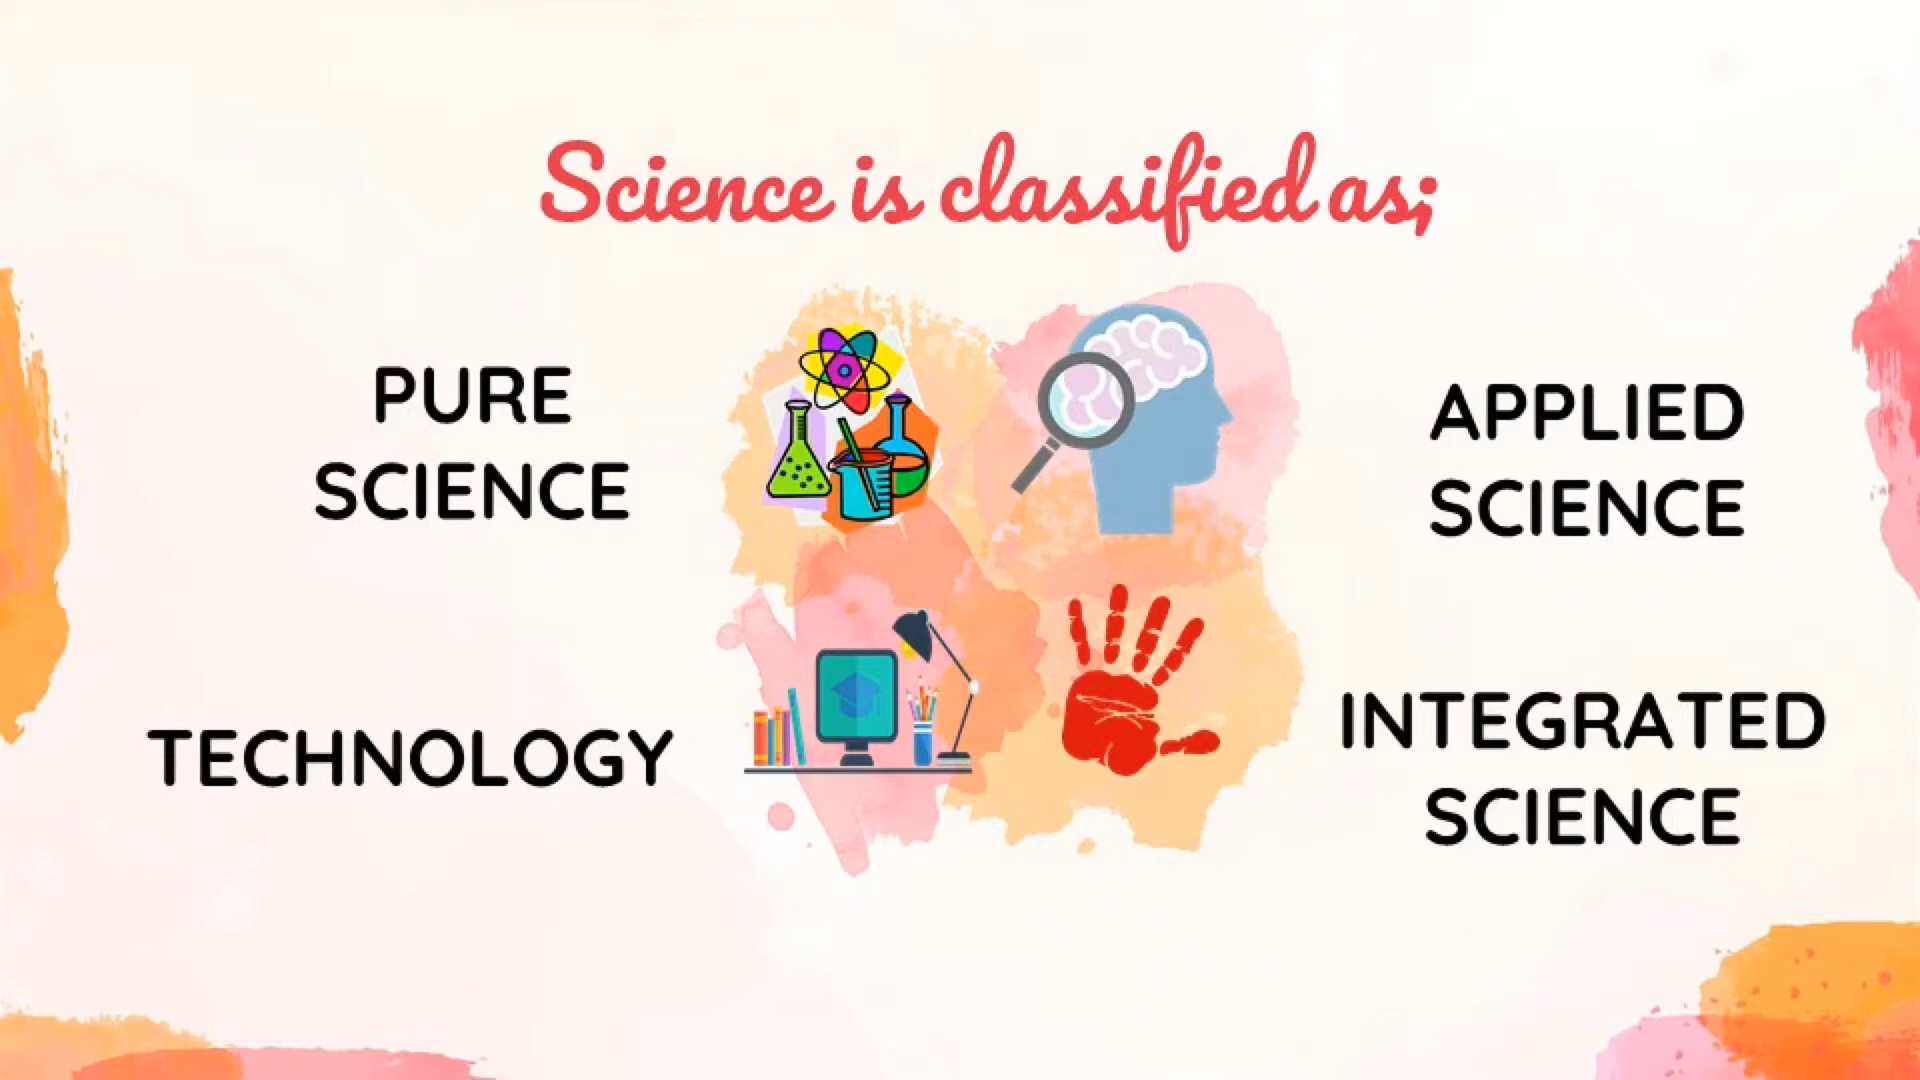 Science is classified as;
PURE
SCIENCE
APPLIED
SCIENCE
TECHNOLOGY
INTEGRATED
SCIENCE